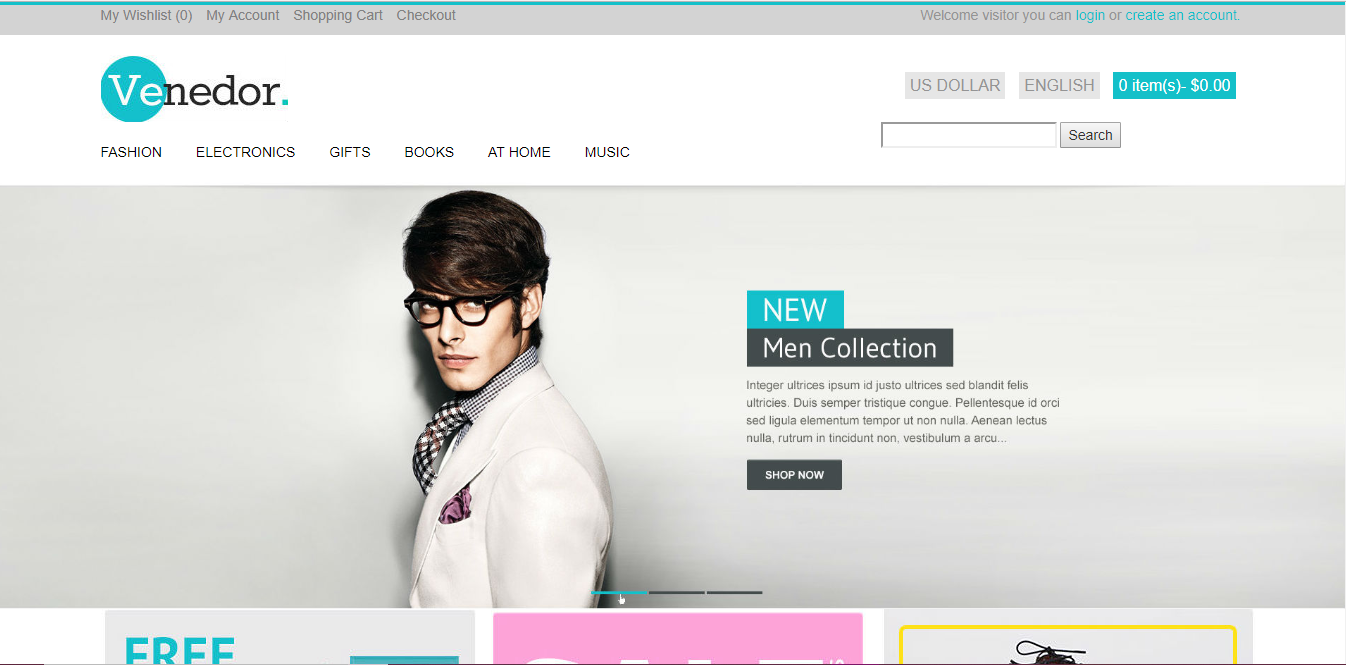 My Wishlist (0) My Account Shopping Cart Checkout
Welcome visitor you can login or create an account.
Venedor.
US DOLLAR ENGLISH 0 item(s)- $0.00
Search
FASHION ELECTRONICS GIFTS BOOKS AT HOME MUSIC
NEW
Men Collection
Integer ultrices ipsum id justo ultrices sed blandit felis
ultricies. Duis semper tristique congue. Pellentesque id orci
sed ligula elementum tempor ut non nulla. Aenean lectus
nulla, rutrum in tincidunt non, vestibulum a arcu...
SHOP NOW
FREE